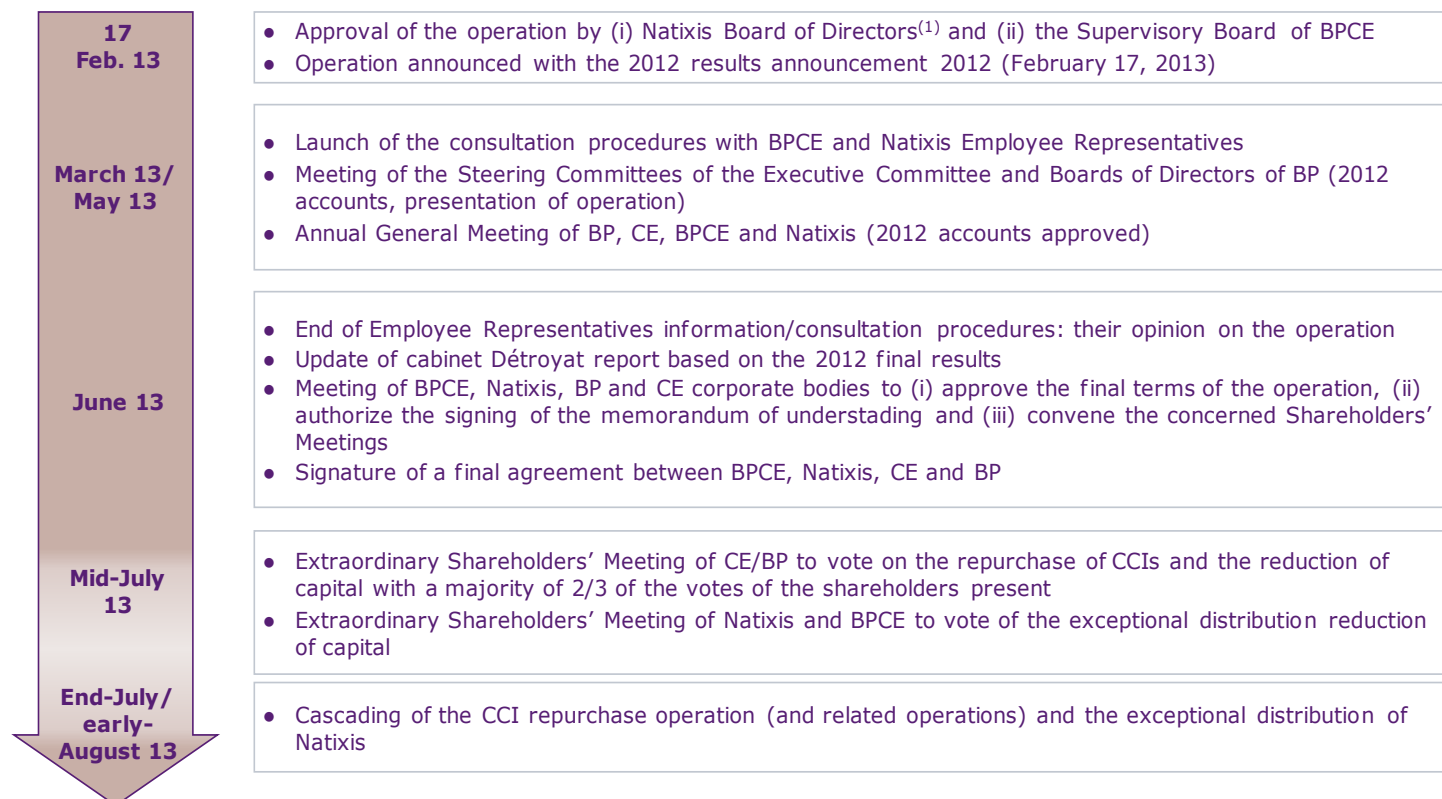 17
Feb. 13
● Approval of the operation by (i) Natixis Board of Directors(1) and (ii) the Supervisory Board of BPCE
● Operation announced with the 2012 results announcement 2012 (February 17, 2013)
March 13/
May 13
● Launch of the consultation procedures with BPCE and Natixis Employee Representatives
● Meeting of the Steering Committees of the Executive Committee and Boards of Directors of BP (2012
accounts, presentation of operation)
● Annual General Meeting of BP, CE, BPCE and Natixis (2012 accounts approved)
June 13
● End of Employee Representatives information/consultation procedures: their opinion on the operation
● Update of cabinet Détroyat report based on the 2012 final results
● Meeting of BPCE, Natixis, BP and CE corporate bodies to (i) approve the final terms of the operation, (ii)
authorize the signing of the memorandum of understading and (iii) convene the concerned Shareholders’
Meetings
● Signature of a final agreement between BPCE, Natixis, CE and BP
Mid-July
13
● Extraordinary Shareholders’ Meeting of CE/BP to vote on the repurchase of CCIs and the reduction of
capital with a majority of 2/3 of the votes of the shareholders present
● Extraordinary Shareholders’ Meeting of Natixis and BPCE to vote of the exceptional distribution reduction
of capital
End-July/
early-
August 13
● Cascading of the CCI repurchase operation (and related operations) and the exceptional distribution of
Natixis